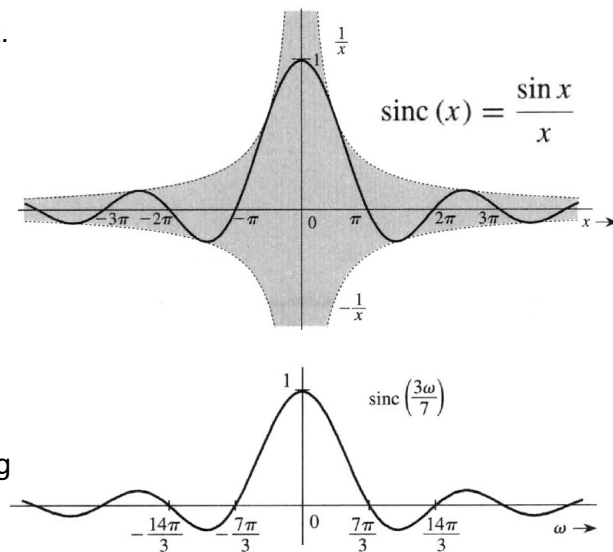 .
1/x
1
sinc (x) = sin x / x
−3π −2π −π 0 π 2π 3π x →
−1/x
1
sinc (3ω/7)
g
−14π/3 −7π/3 0 7π/3 14π/3 ω →